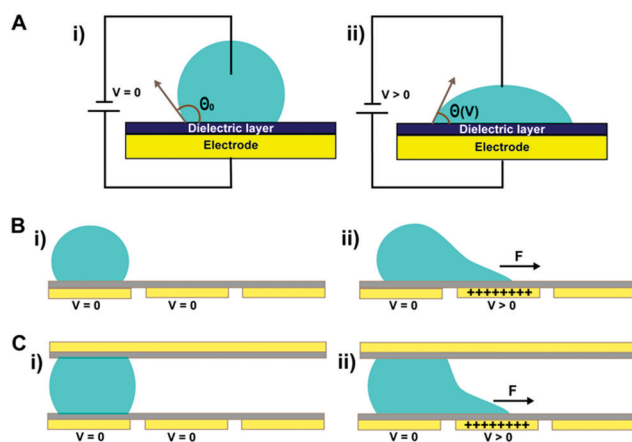 A
i)
V = 0
Θ₀
Dielectric layer
Electrode
ii)
V > 0
Θ(V)
Dielectric layer
Electrode
B
i)
V = 0
V = 0
ii)
F
++++++++
V = 0
V > 0
C
i)
V = 0
V = 0
ii)
F
++++++++
V = 0
V > 0